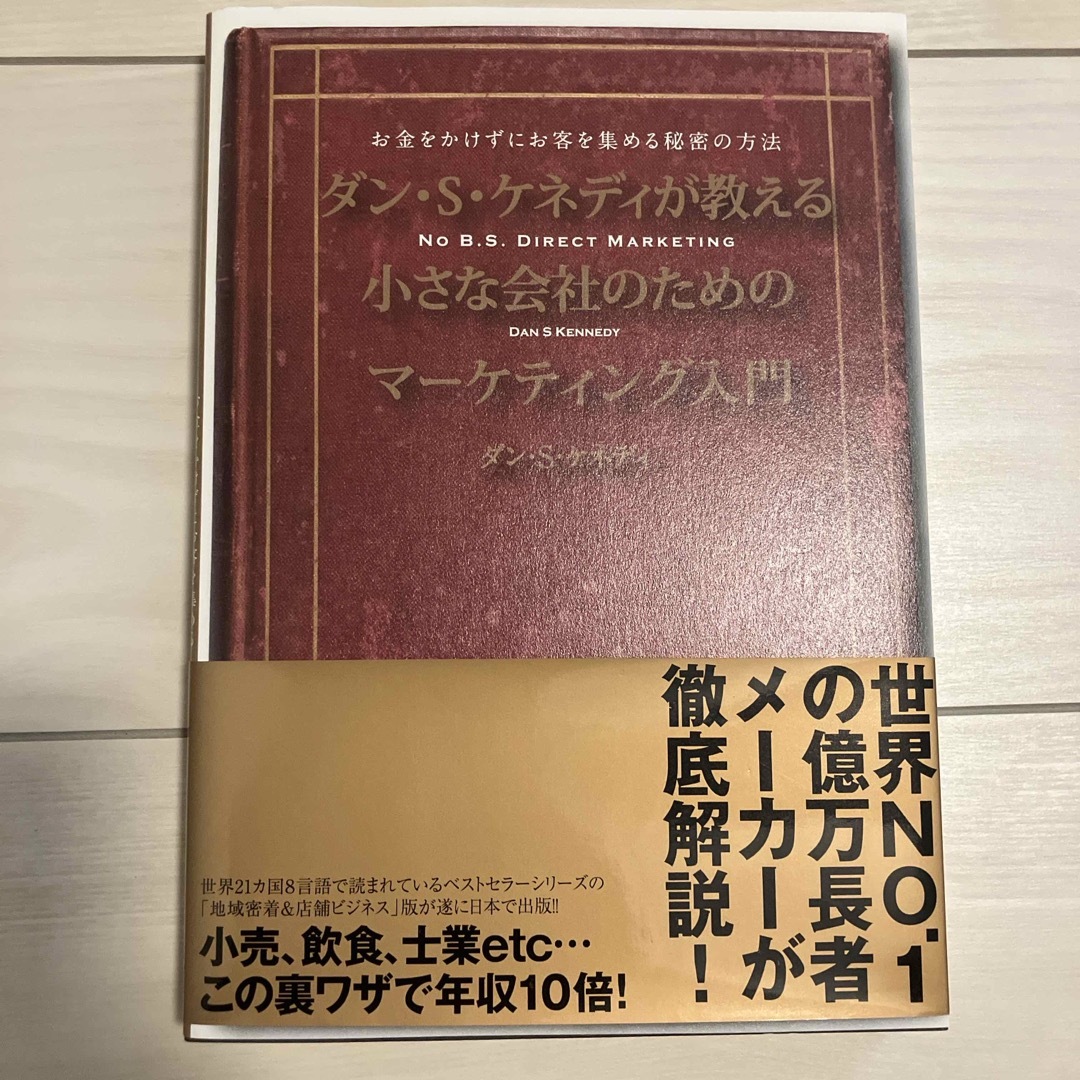 お金をかけずにお客を集める秘密の方法
ダン・S・ケネディが教える
NO B.S. DIRECT MARKETING
小さな会社のための
DAN S KENNEDY
マーケティング入門
ダン・S・ケネディ
世界NO.1
の億万長者
メーカーが
徹底解説!
世界21カ国8言語で読まれているベストセラーシリーズの
「地域密着&店舗ビジネス」版が遂に日本で出版!!
小売、飲食、士業etc…
この裏ワザで年収10倍!